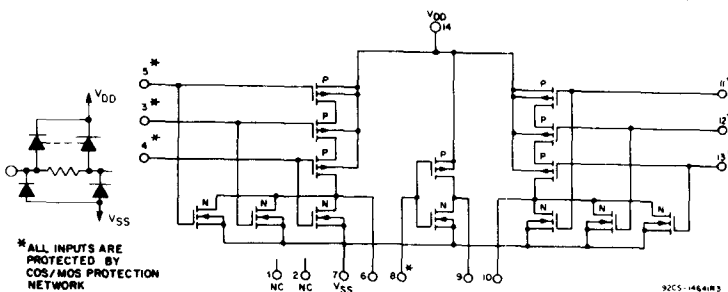 VDD
14
5*
3*
4*
11*
12*
13
P
P
P
P
P
P
P
N
N
N
N
N
N
N
VDD
VSS
*ALL INPUTS ARE
PROTECTED BY
COS/MOS PROTECTION
NETWORK
1
NC
2
NC
7
VSS
6
8*
9
10
92CS-14641R3